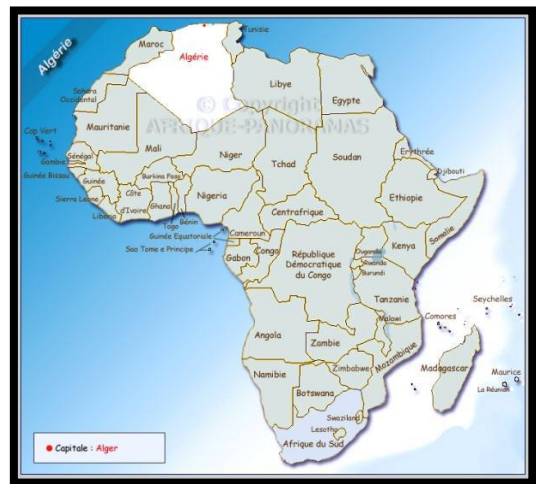 Algérie
Tunisie
Maroc
Algérie
Libye
Egypte
Sahara
Occidental
© Copyright
AFRIQUE-PANORAMAS
Mauritanie
Mali
Niger
Tchad
Soudan
Erythrée
Djibouti
Cap Vert
Sénégal
Gambie
Guinée Bissau
Guinée
Sierra Leone
Liberia
Côte
d'Ivoire
Burkina Faso
Ghana
Togo
Bénin
Nigeria
Ethiopie
Somalie
Centrafrique
Cameroun
Guinée Equatoriale
Sao Tome e Principe
Gabon
Congo
République
Démocratique
du Congo
Ouganda
Rwanda
Burundi
Kenya
Tanzanie
Seychelles
Comores
Malawi
Angola
Zambie
Mozambique
Madagascar
Maurice
La Réunion
Zimbabwe
Namibie
Botswana
Swaziland
Lesotho
Afrique du Sud
Capitale : Alger